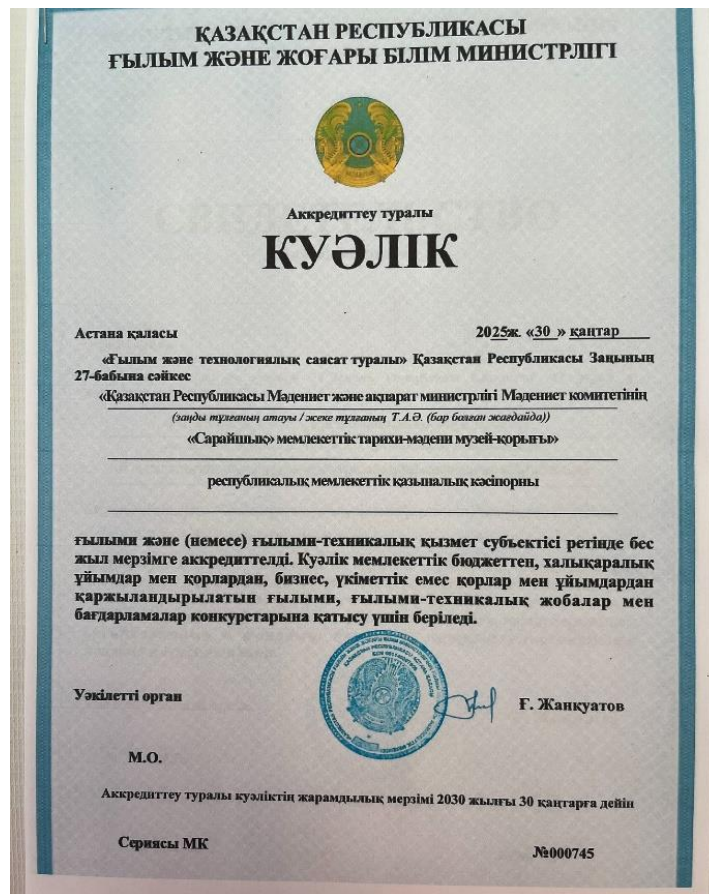 ҚАЗАҚСТАН РЕСПУБЛИКАСЫ
ҒЫЛЫМ ЖӘНЕ ЖОҒАРЫ БІЛІМ МИНИСТРЛІГІ
Аккредиттеу туралы
КУӘЛІК
Астана қаласы 2025ж. «30 » қаңтар
«Ғылым және технологиялық саясат туралы» Қазақстан Республикасы Заңының
27-бабына сәйкес
«Қазақстан Республикасы Мәдениет және ақпарат министрлігі Мәдениет комитетінің
(заңды тұлғаның атауы / жеке тұлғаның Т.А.Ә. (бар болған жағдайда))
«Сарайшық» мемлекеттік тарихи-мәдени музей-қорығы»
республикалық мемлекеттік қазыналық кәсіпорны
ғылыми және (немесе) ғылыми-техникалық қызмет субъектісі ретінде бес
жыл мерзімге аккредиттелді. Куәлік мемлекеттік бюджеттен, халықаралық
ұйымдар мен қорлардан, бизнес, үкіметтік емес қорлар мен ұйымдардан
қаржыландырылатын ғылыми, ғылыми-техникалық жобалар мен
бағдарламалар конкурстарына қатысу үшін беріледі.
Уәкілетті орган Ғ. Жанқуатов
М.О.
Аккредиттеу туралы куәліктің жарамдылық мерзімі 2030 жылғы 30 қаңтарға дейін
Сериясы МК №000745